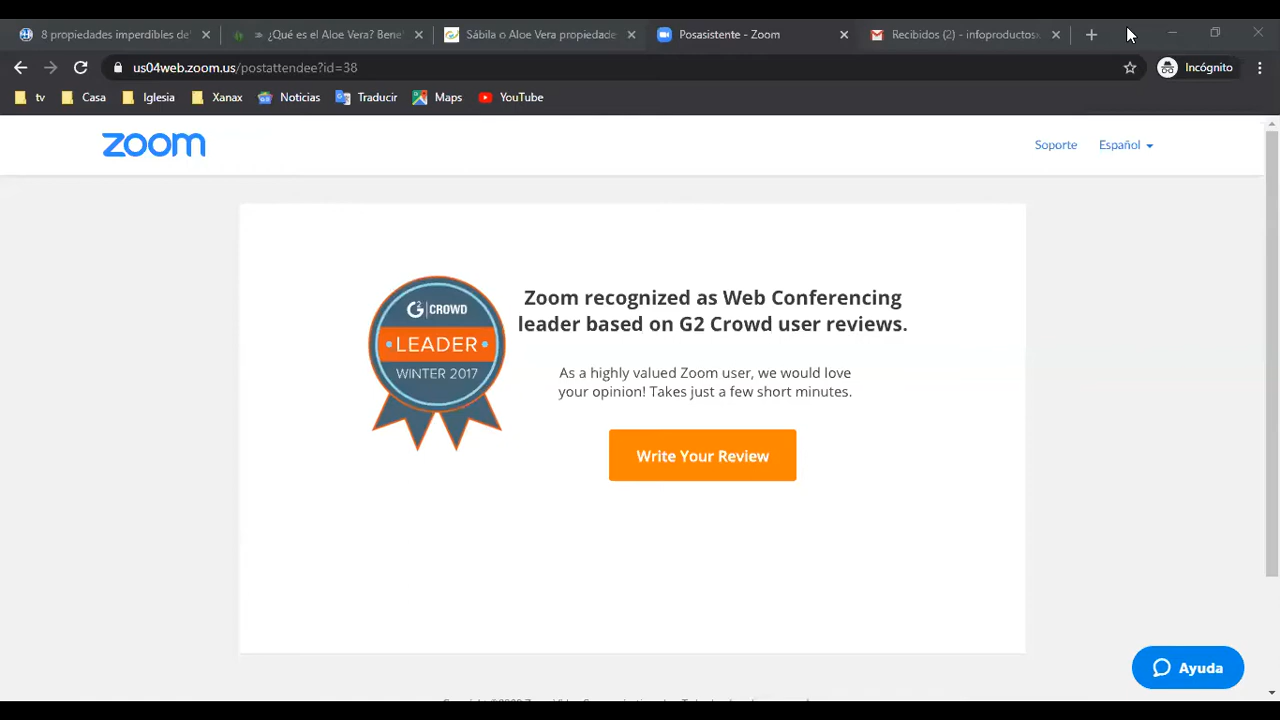 8 propiedades imperdibles de
¿Qué es el Aloe Vera? Bene
Sábila o Aloe Vera propiedade
Posasistente - Zoom
Recibidos (2) - infoproductos
us04web.zoom.us/postattendee?id=38
Incógnito
tv
Casa
Iglesia
Xanax
Noticias
Traducir
Maps
YouTube
zoom
Soporte
Español
G2 CROWD
LEADER
WINTER 2017
Zoom recognized as Web Conferencing
leader based on G2 Crowd user reviews.
As a highly valued Zoom user, we would love
your opinion! Takes just a few short minutes.
Write Your Review
Ayuda